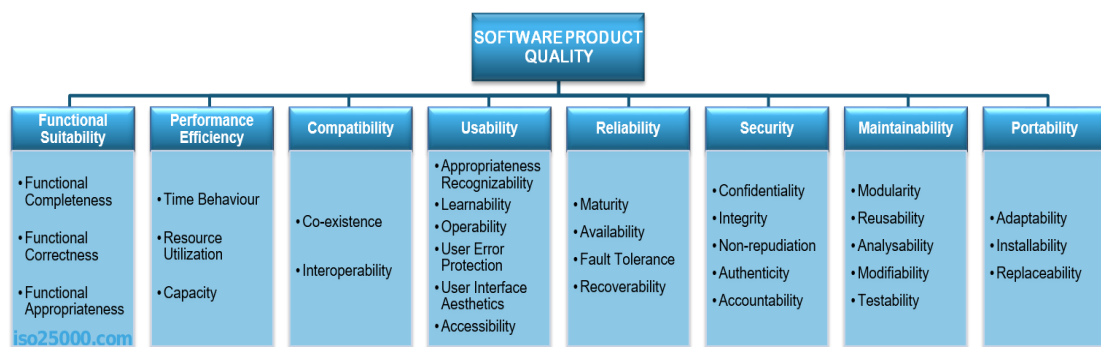 SOFTWARE PRODUCT
QUALITY
Functional
Suitability
Performance
Efficiency
Compatibility
Usability
Reliability
Security
Maintainability
Portability
• Functional
Completeness
• Functional
Correctness
• Functional
Appropriateness
• Time Behaviour
• Resource
Utilization
• Capacity
• Co-existence
• Interoperability
• Appropriateness
Recognizability
• Learnability
• Operability
• User Error
Protection
• User Interface
Aesthetics
• Accessibility
• Maturity
• Availability
• Fault Tolerance
• Recoverability
• Confidentiality
• Integrity
• Non-repudiation
• Authenticity
• Accountability
• Modularity
• Reusability
• Analysability
• Modifiability
• Testability
• Adaptability
• Installability
• Replaceability
iso25000.com